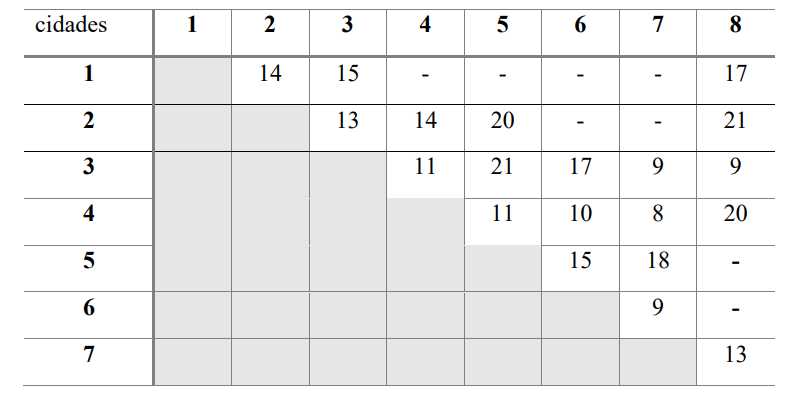 cidades 1 2 3 4 5 6 7 8
1 14 15 - - - - 17
2 13 14 20 - - 21
3 11 21 17 9 9
4 11 10 8 20
5 15 18 -
6 9 -
7 13